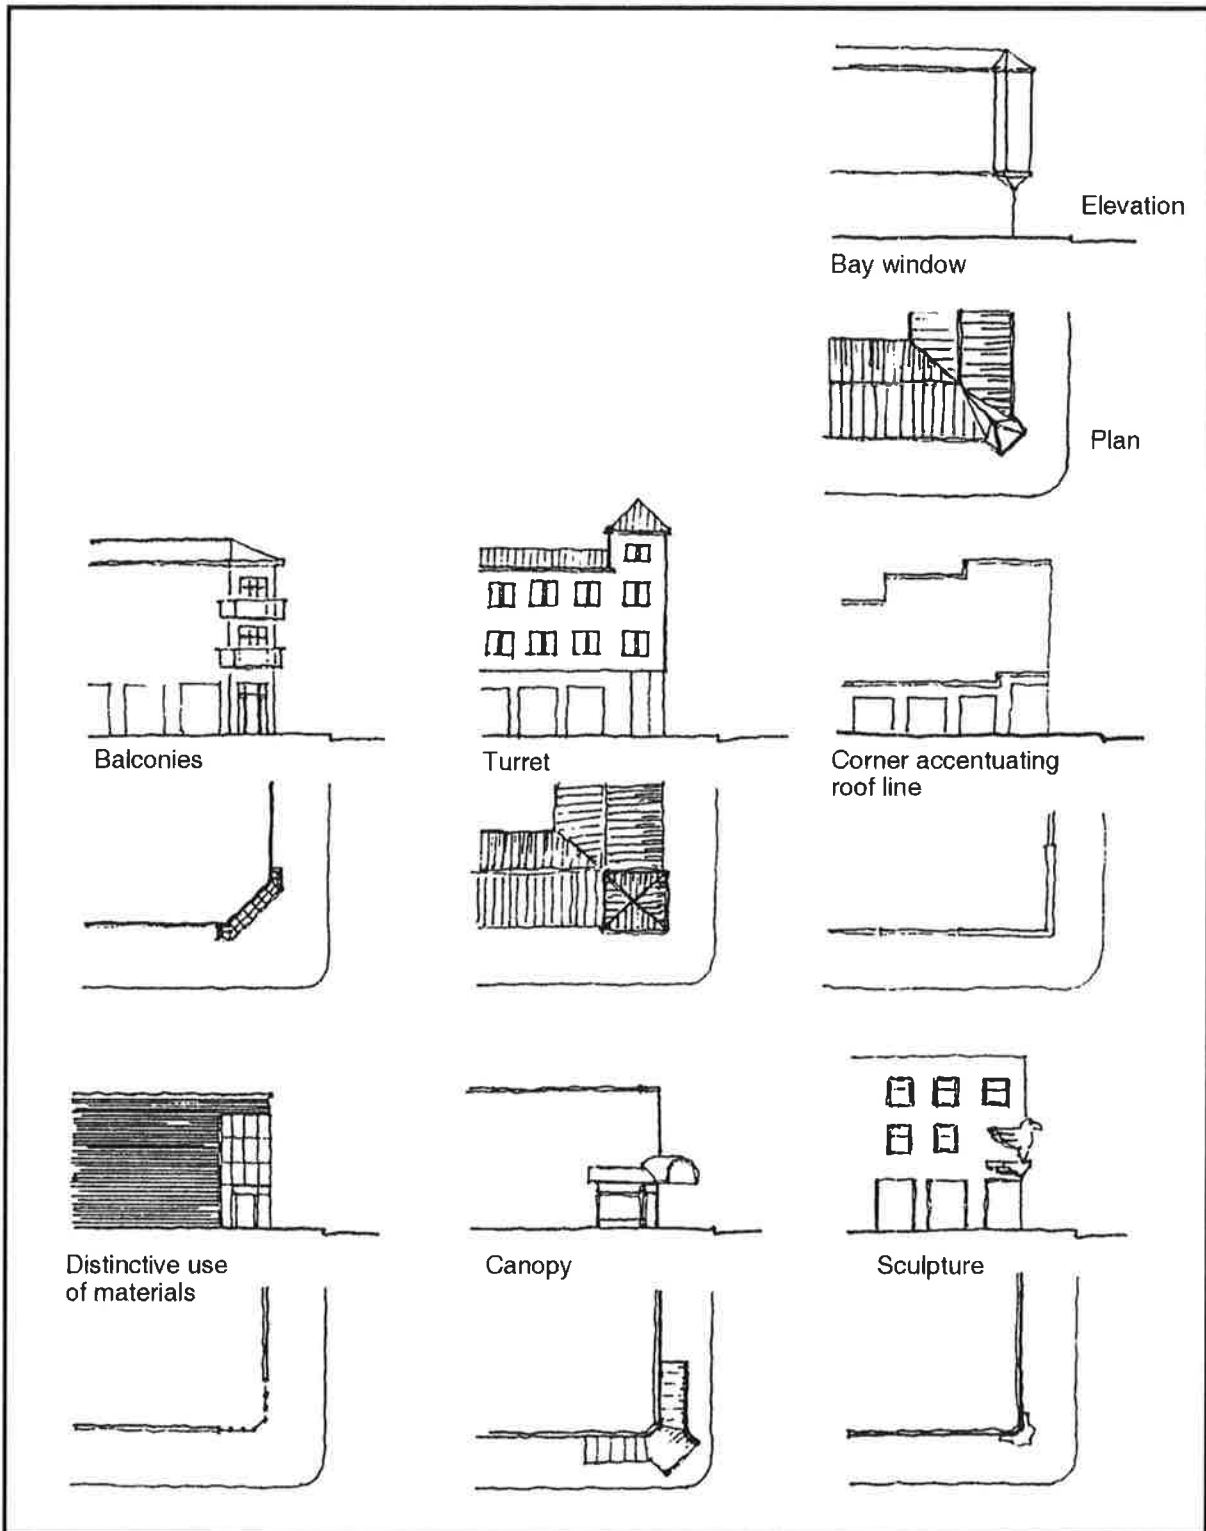 Elevation
Bay window
Plan
Balconies
Turret
Corner accentuating
roof line
Distinctive use
of materials
Canopy
Sculpture